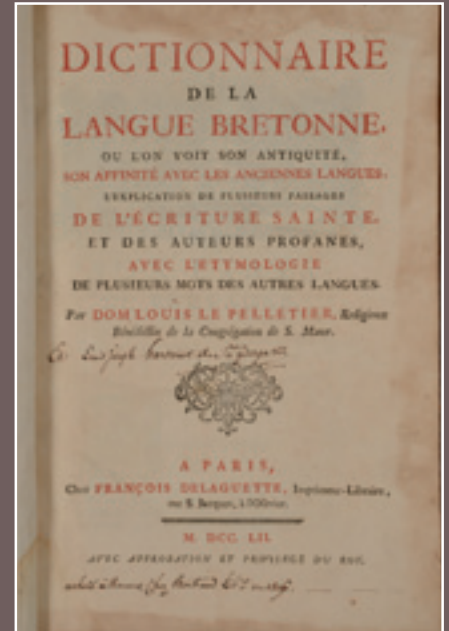 DICTIONNAIRE
DE LA
LANGUE BRETONNE,
OU L'ON VOIT SON ANTIQUITÉ,
SON AFFINITÉ AVEC LES ANCIENNES LANGUES,
L'EXPLICATION DE PLUSIEURS PASSAGES
DE L'ÉCRITURE SAINTE,
ET DES AUTEURS PROFANES,
AVEC L'ETYMOLOGIE
DE PLUSIEURS MOTS DES AUTRES LANGUES.
Par DOM LOUIS LE PELLETIER, Religieux
Bénédictin de la Congrégation de S. Maur.
A PARIS,
Chez FRANÇOIS DELAGUETTE, Imprimeur-Libraire,
rue S. Jacques, à l'Olivier.
M. DCC. LII.
AVEC APPROBATION ET PRIVILEGE DU ROI.